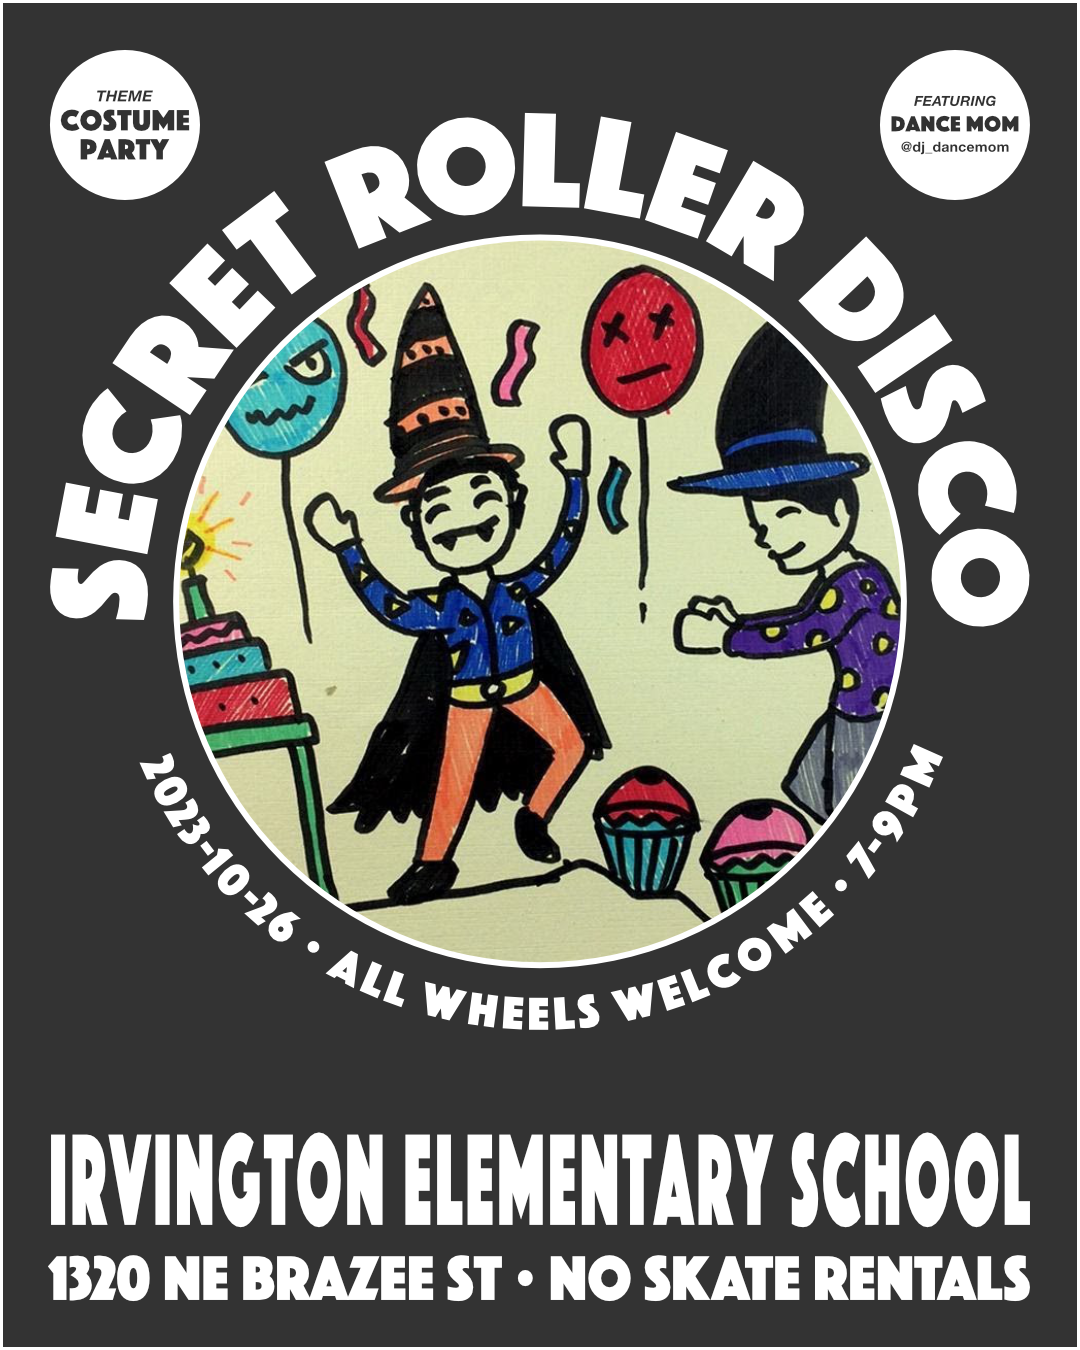 THEME
COSTUME
PARTY
FEATURING
DANCE MOM
@dj_dancemom
SECRET ROLLER DISCO
2023-10-26 • ALL WHEELS WELCOME • 7-9PM
IRVINGTON ELEMENTARY SCHOOL
1320 NE BRAZEE ST • NO SKATE RENTALS